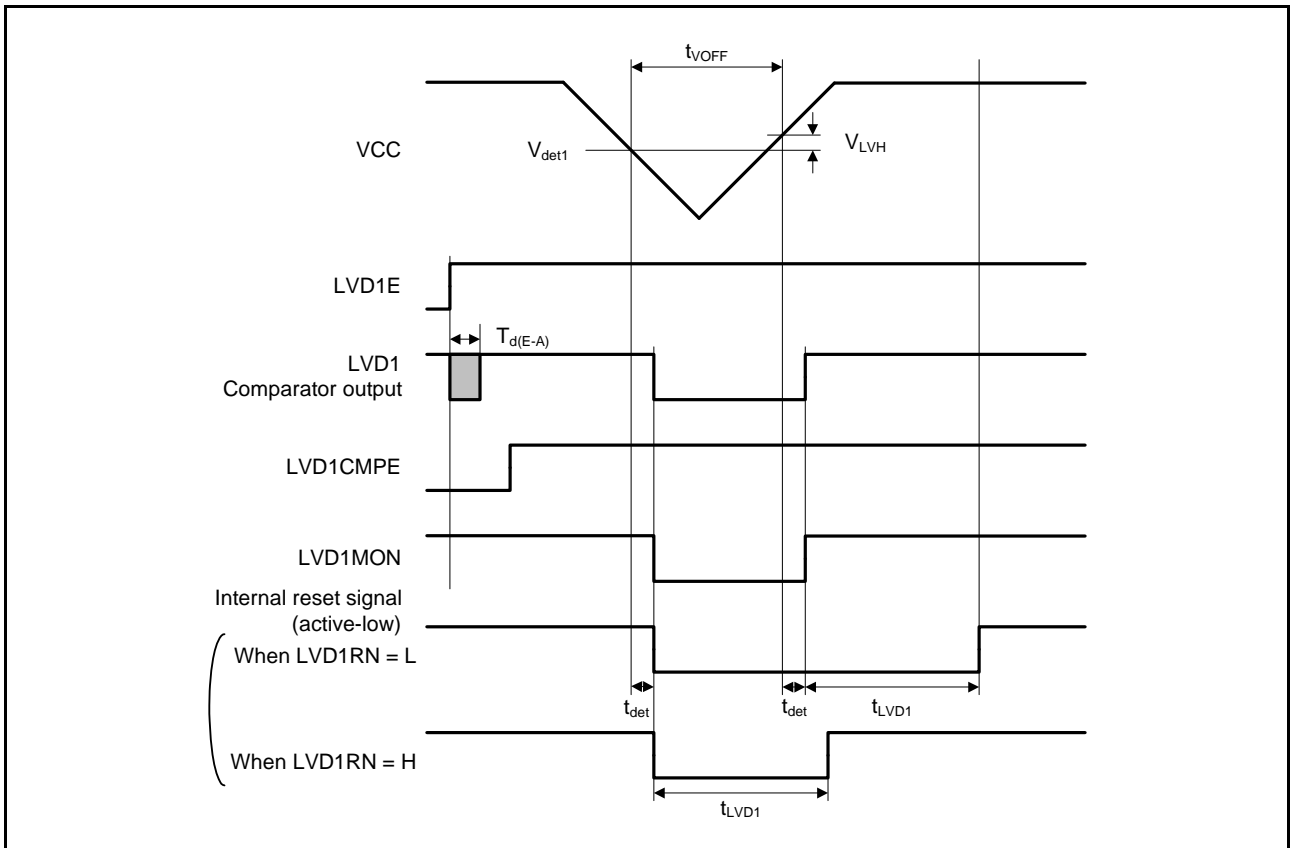 tVOFF
VCC
Vdet1
VLVH
LVD1E
Td(E-A)
LVD1
Comparator output
LVD1CMPE
LVD1MON
Internal reset signal
(active-low)
When LVD1RN = L
tdet
tdet
tLVD1
When LVD1RN = H
tLVD1